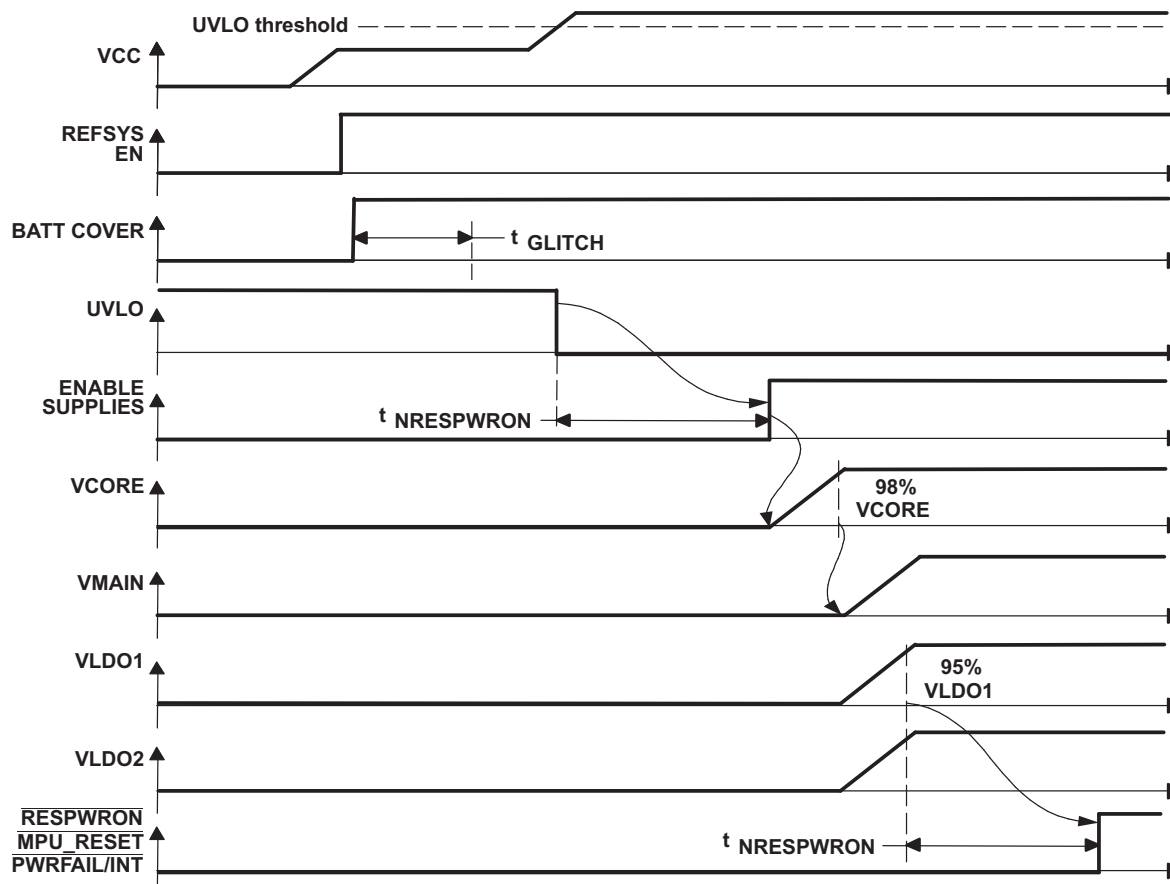 UVLO threshold
VCC
REFSYS
EN
BATT COVER
t GLITCH
UVLO
ENABLE
SUPPLIES
t NRESPWRON
VCORE
98%
VCORE
VMAIN
VLDO1
95%
VLDO1
VLDO2
RESPWRON
MPU_RESET
PWRFAIL/INT
t NRESPWRON